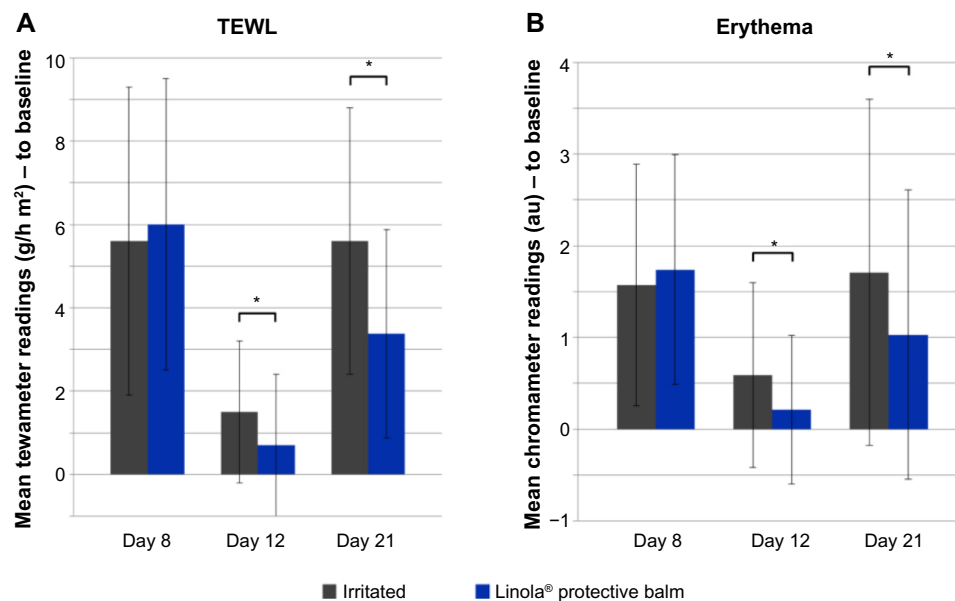 A
TEWL
Mean tewameter readings (g/h m²) – to baseline
10
8
6
4
2
0
*
*
Day 8
Day 12
Day 21
B
Erythema
Mean chromameter readings (au) – to baseline
4
3
2
1
0
−1
*
*
Day 8
Day 12
Day 21
Irritated
Linola® protective balm